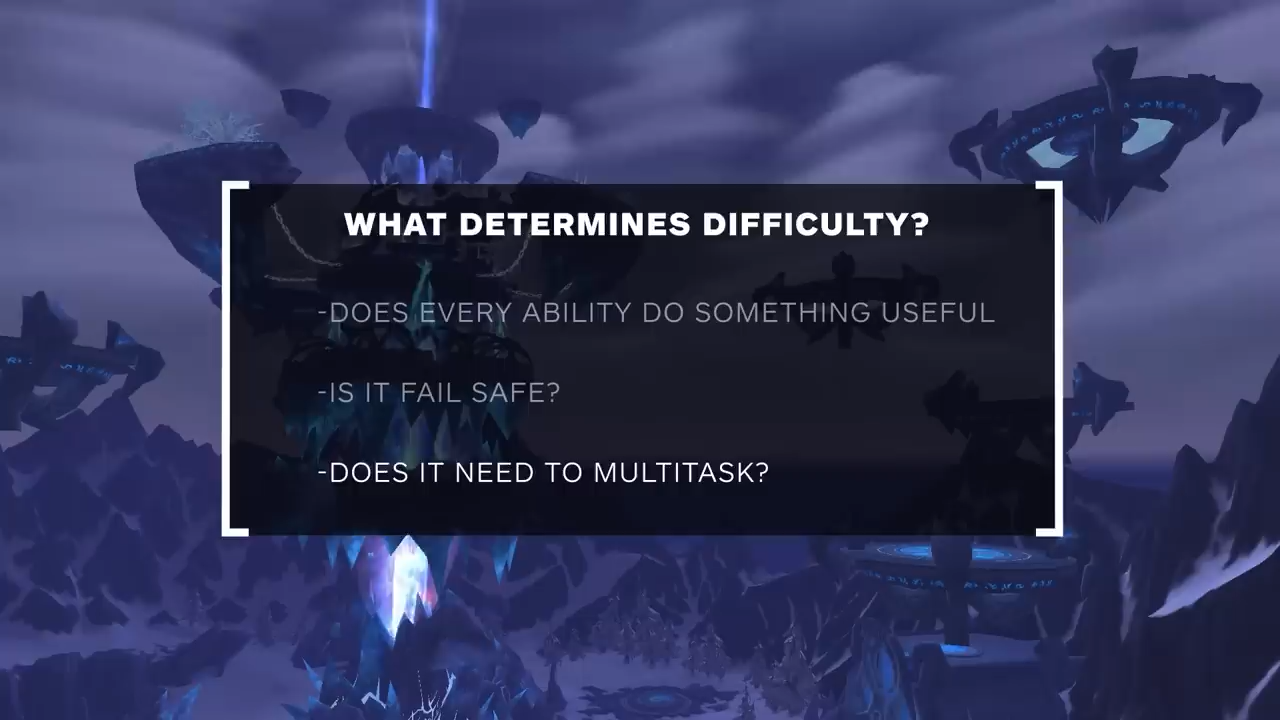 WHAT DETERMINES DIFFICULTY?
-DOES EVERY ABILITY DO SOMETHING USEFUL
-IS IT FAIL SAFE?
-DOES IT NEED TO MULTITASK?